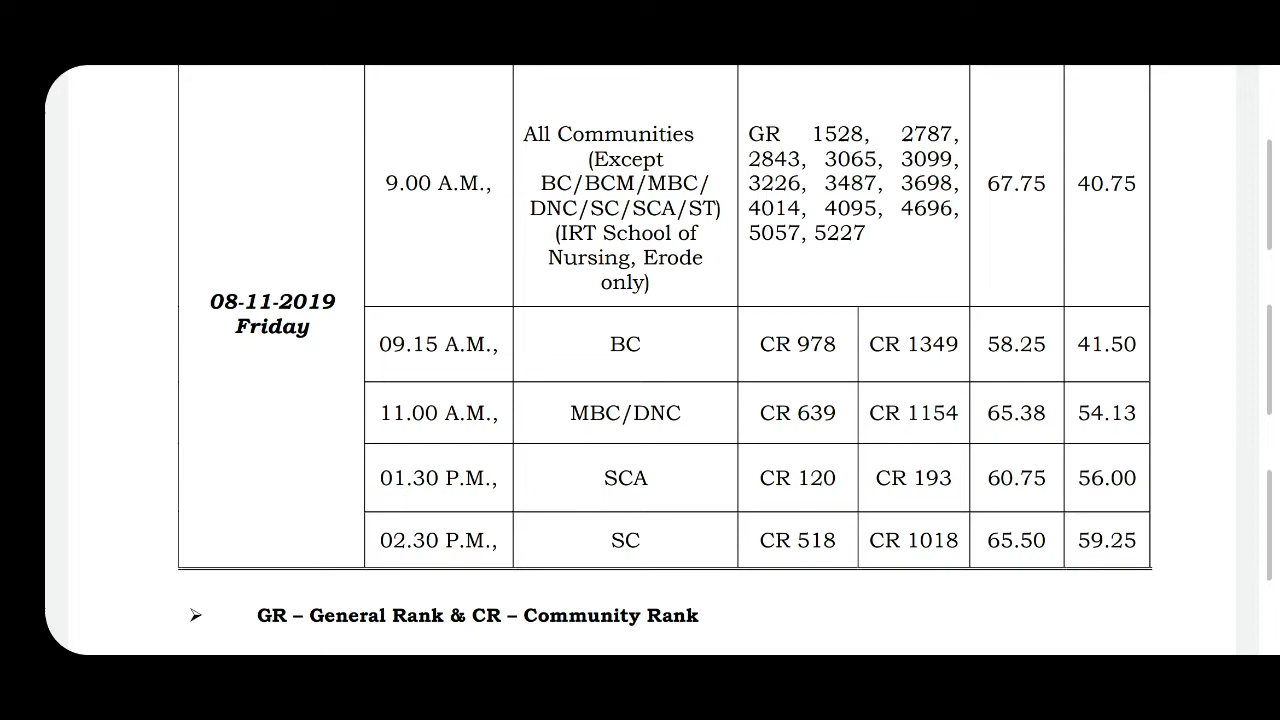 08-11-2019
Friday
9.00 A.M.,
All Communities
(Except
BC/BCM/MBC/
DNC/SC/SCA/ST)
(IRT School of
Nursing, Erode
only)
GR 1528, 2787,
2843, 3065, 3099,
3226, 3487, 3698,
4014, 4095, 4696,
5057, 5227
67.75
40.75
09.15 A.M., BC CR 978 CR 1349 58.25 41.50
11.00 A.M., MBC/DNC CR 639 CR 1154 65.38 54.13
01.30 P.M., SCA CR 120 CR 193 60.75 56.00
02.30 P.M., SC CR 518 CR 1018 65.50 59.25
➢ GR – General Rank & CR – Community Rank